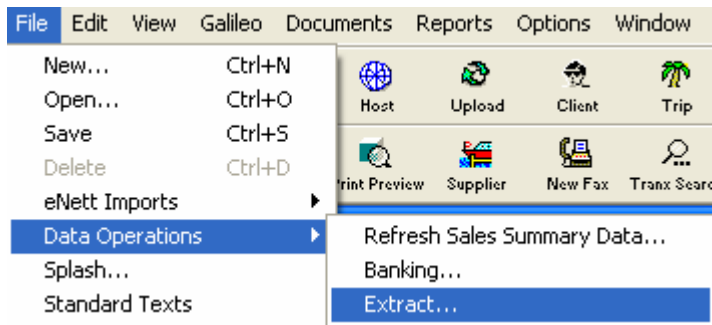 File Edit View Galileo Documents Reports Options Window
New... Ctrl+N
Open... Ctrl+O
Save Ctrl+S
Delete Ctrl+D
eNett Imports
Data Operations
Splash...
Standard Texts
Host Upload Client Trip
Print Preview Supplier New Fax Tranx Sear
Refresh Sales Summary Data...
Banking...
Extract...